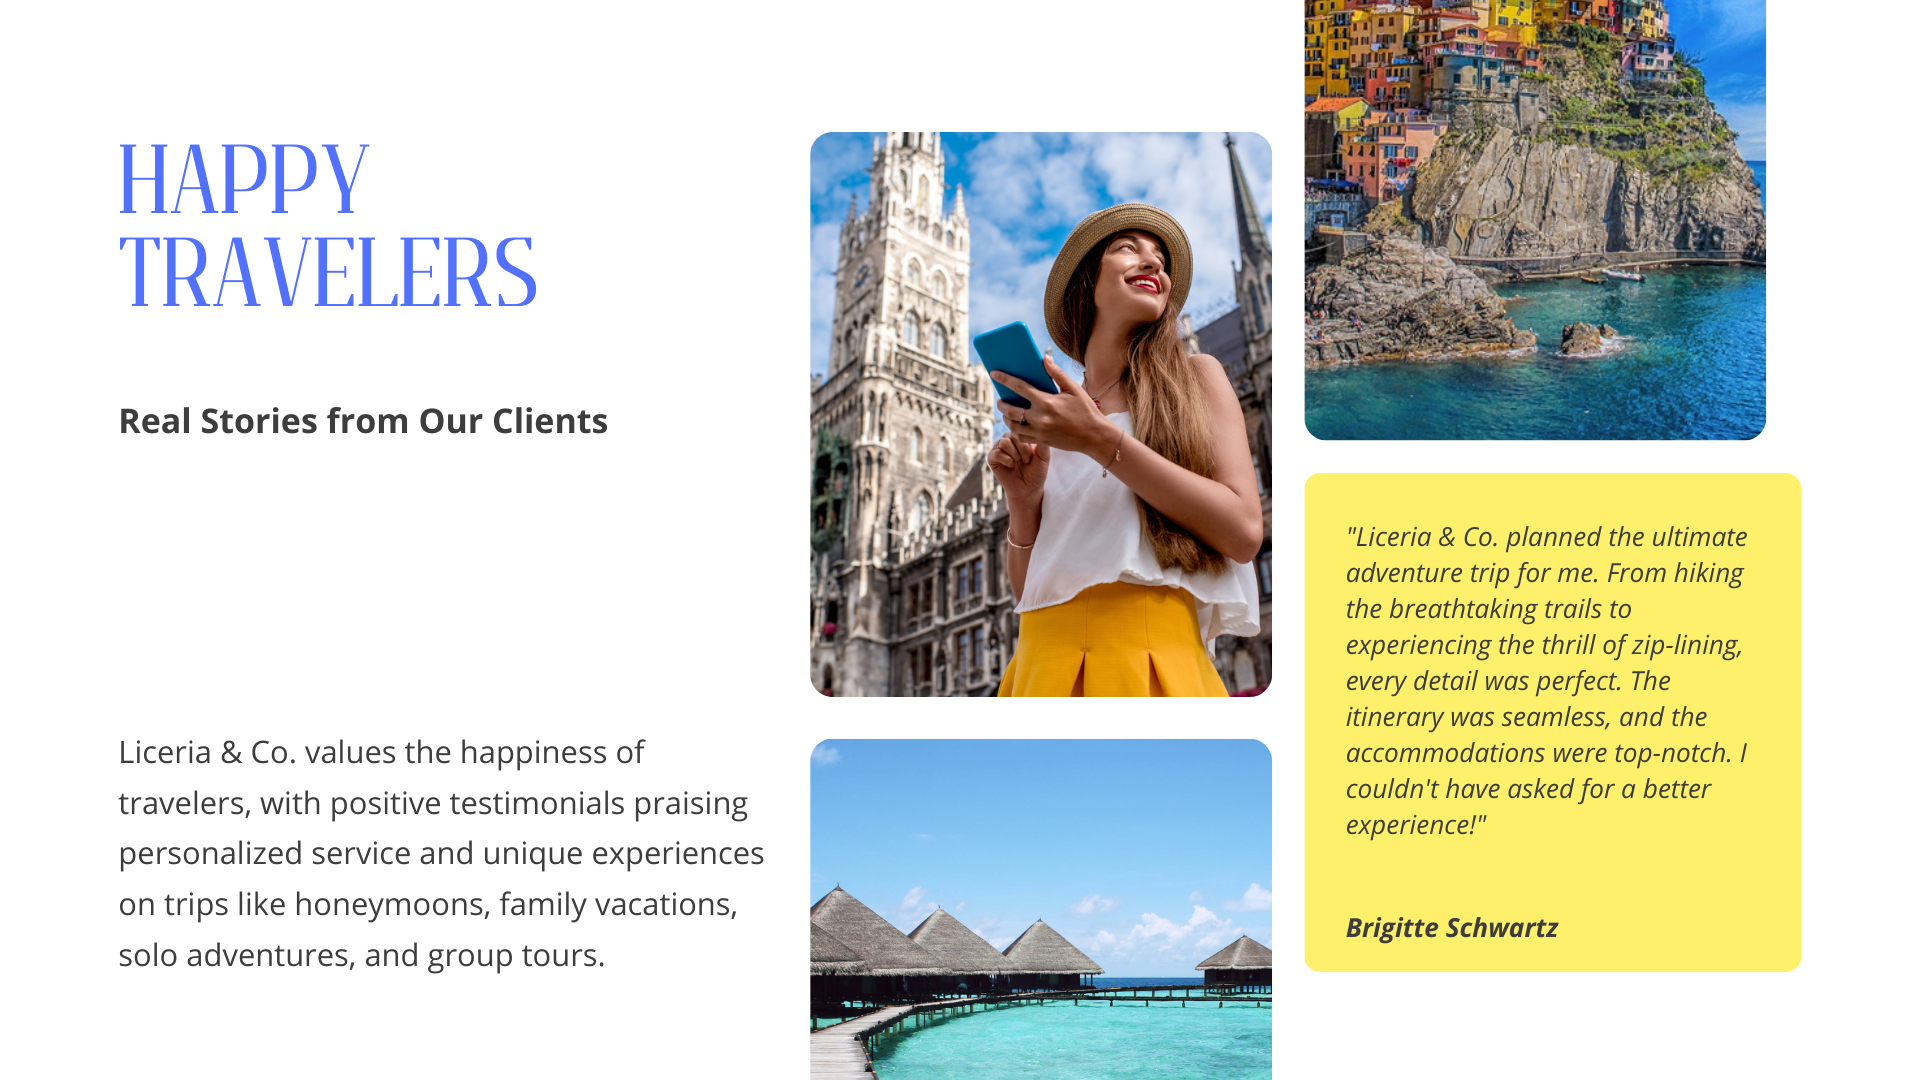 HAPPY
TRAVELERS
Real Stories from Our Clients
Liceria & Co. values the happiness of
travelers, with positive testimonials praising
personalized service and unique experiences
on trips like honeymoons, family vacations,
solo adventures, and group tours.
"Liceria & Co. planned the ultimate
adventure trip for me. From hiking
the breathtaking trails to
experiencing the thrill of zip-lining,
every detail was perfect. The
itinerary was seamless, and the
accommodations were top-notch. I
couldn't have asked for a better
experience!"
Brigitte Schwartz